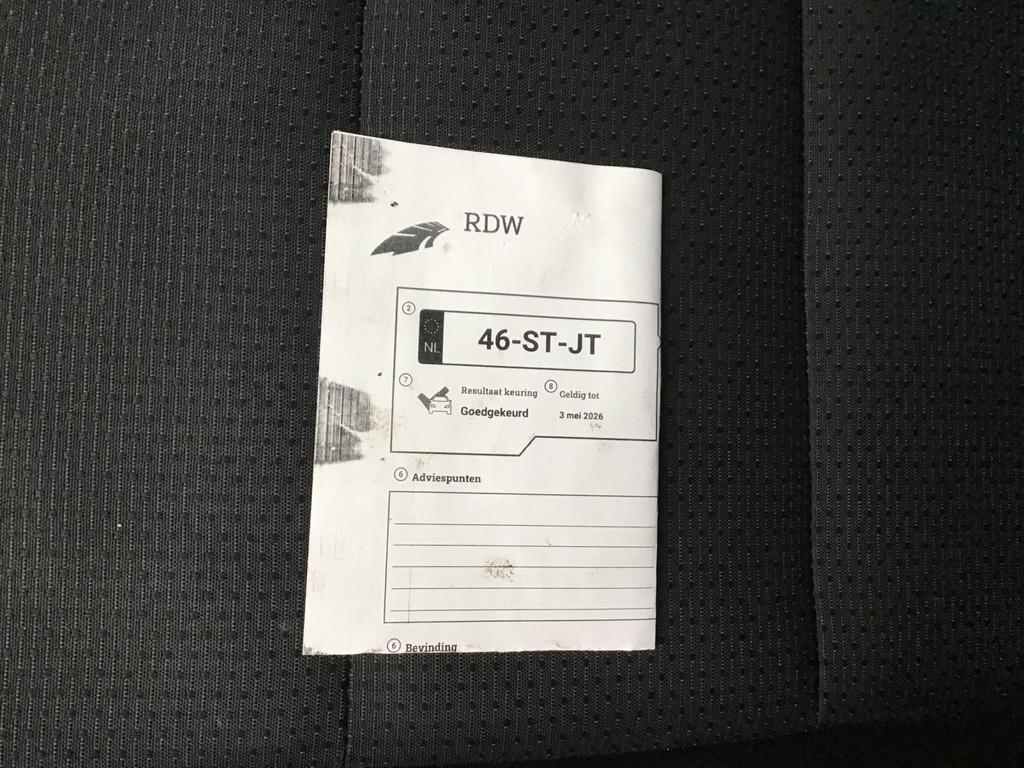 RDW
2
NL
46-ST-JT
7
Resultaat keuring
8
Geldig tot
Goedgekeurd
3 mei 2026
6 Adviespunten
6 Bevinding